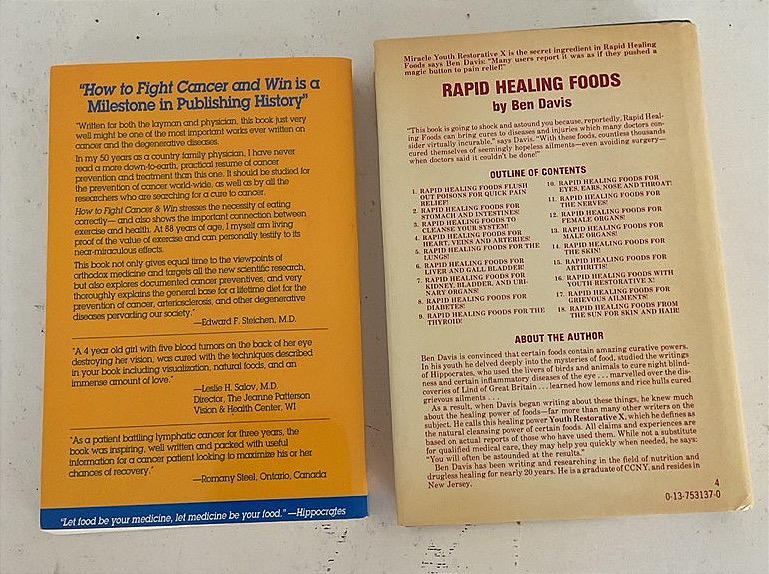 "How to Fight Cancer and Win is a
Milestone in Publishing History"
"Written for both the layman and physician, this book just very
well might be one of the most important works ever written on
cancer and the degenerative diseases.
In my 50 years as a country family physician, I have never
read a more down-to-earth, practical resume of cancer
prevention and treatment than this one. It should be studied for
the prevention of cancer world-wide, as well as by all the
researchers who are searching for a cure to cancer.
How to Fight Cancer & Win stresses the necessity of eating
correctly—and also shows the important connection between
exercise and health. At 88 years of age, I myself am living
proof of the value of exercise and can personally testify to its
near-miraculous effects.
This book not only gives equal time to the viewpoints of
orthodox medicine and targets all the new scientific research,
but also explores documented cancer preventives, and very
thoroughly explains the general base for a lifetime diet for the
prevention of cancer, arteriosclerosis, and other degenerative
diseases pervading our society."
—Edward F. Steichen, M.D.
"A 4 year old girl with five blood tumors on the back of her eye
destroying her vision, was cured with the techniques described
in your book including visualization, natural foods, and an
immense amount of love."
—Leslie H. Salov, M.D.
Director, The Jeanne Patterson
Vision & Health Center, WI
"As a patient battling lymphatic cancer for three years, the
book was inspiring, well written and packed with useful
information for a cancer patient looking to maximize his or her
chances of recovery."
—Romany Steel, Ontario, Canada
"Let food be your medicine, let medicine be your food." —Hippocrates
Miracle Youth Restorative X is the secret ingredient in Rapid Healing
Foods says Ben Davis: "Many users report it was as if they pushed a
magic button to pain relief!"
RAPID HEALING FOODS
by Ben Davis
"This book is going to shock and astound you because, reportedly, Rapid Heal-
ing Foods can bring cures to diseases and injuries which many doctors con-
sider virtually incurable," says Davis. "With these foods, countless thousands
cured themselves of seemingly hopeless ailments—even avoiding surgery—
when doctors said it couldn't be done!"
OUTLINE OF CONTENTS
1. RAPID HEALING FOODS FLUSH
OUT POISONS FOR QUICK PAIN
RELIEF!
2. RAPID HEALING FOODS FOR
STOMACH AND INTESTINES!
3. RAPID HEALING FOODS TO
CLEANSE YOUR SYSTEM!
4. RAPID HEALING FOODS FOR
HEART, VEINS AND ARTERIES!
5. RAPID HEALING FOODS FOR THE
LUNGS!
6. RAPID HEALING FOODS FOR
LIVER AND GALL BLADDER!
7. RAPID HEALING FOODS FOR
KIDNEY, BLADDER, AND URI-
NARY ORGANS!
8. RAPID HEALING FOODS FOR
DIABETES!
9. RAPID HEALING FOODS FOR THE
THYROID!
10. RAPID HEALING FOODS FOR
EYES, EARS, NOSE AND THROAT!
11. RAPID HEALING FOODS FOR
THE NERVES!
12. RAPID HEALING FOODS FOR
FEMALE ORGANS!
13. RAPID HEALING FOODS FOR
MALE ORGANS!
14. RAPID HEALING FOODS FOR
THE SKIN!
15. RAPID HEALING FOODS FOR
ARTHRITIS!
16. RAPID HEALING FOODS WITH
YOUTH RESTORATIVE X!
17. RAPID HEALING FOODS FOR
GRIEVOUS AILMENTS!
18. RAPID HEALING FOODS FROM
THE SUN FOR SKIN AND HAIR!
ABOUT THE AUTHOR
Ben Davis is convinced that certain foods contain amazing curative powers.
In his youth he delved deeply into the mysteries of food, studied the writings
of Hippocrates, who used the livers of birds and animals to cure night blind-
ness and certain inflammatory diseases of the eye . . . marvelled over the dis-
coveries of Lind of Great Britain . . . learned how lemons and rice hulls cured
grievous ailments . . .
As a result, when Davis began writing about these things, he knew much
about the healing power of foods—far more than many other writers on the
subject. He calls this healing power Youth Restorative X, which he defines as
the natural cleansing power of certain foods. All claims and experiences are
based on actual reports of those who have used them. While not a substitute
for qualified medical care, they may help you quickly when needed, he says:
"You will often be astounded at the results."
Ben Davis has been writing and researching in the field of nutrition and
drugless healing for nearly 20 years. He is a graduate of CCNY, and resides in
New Jersey.
4
0-13-753137-0